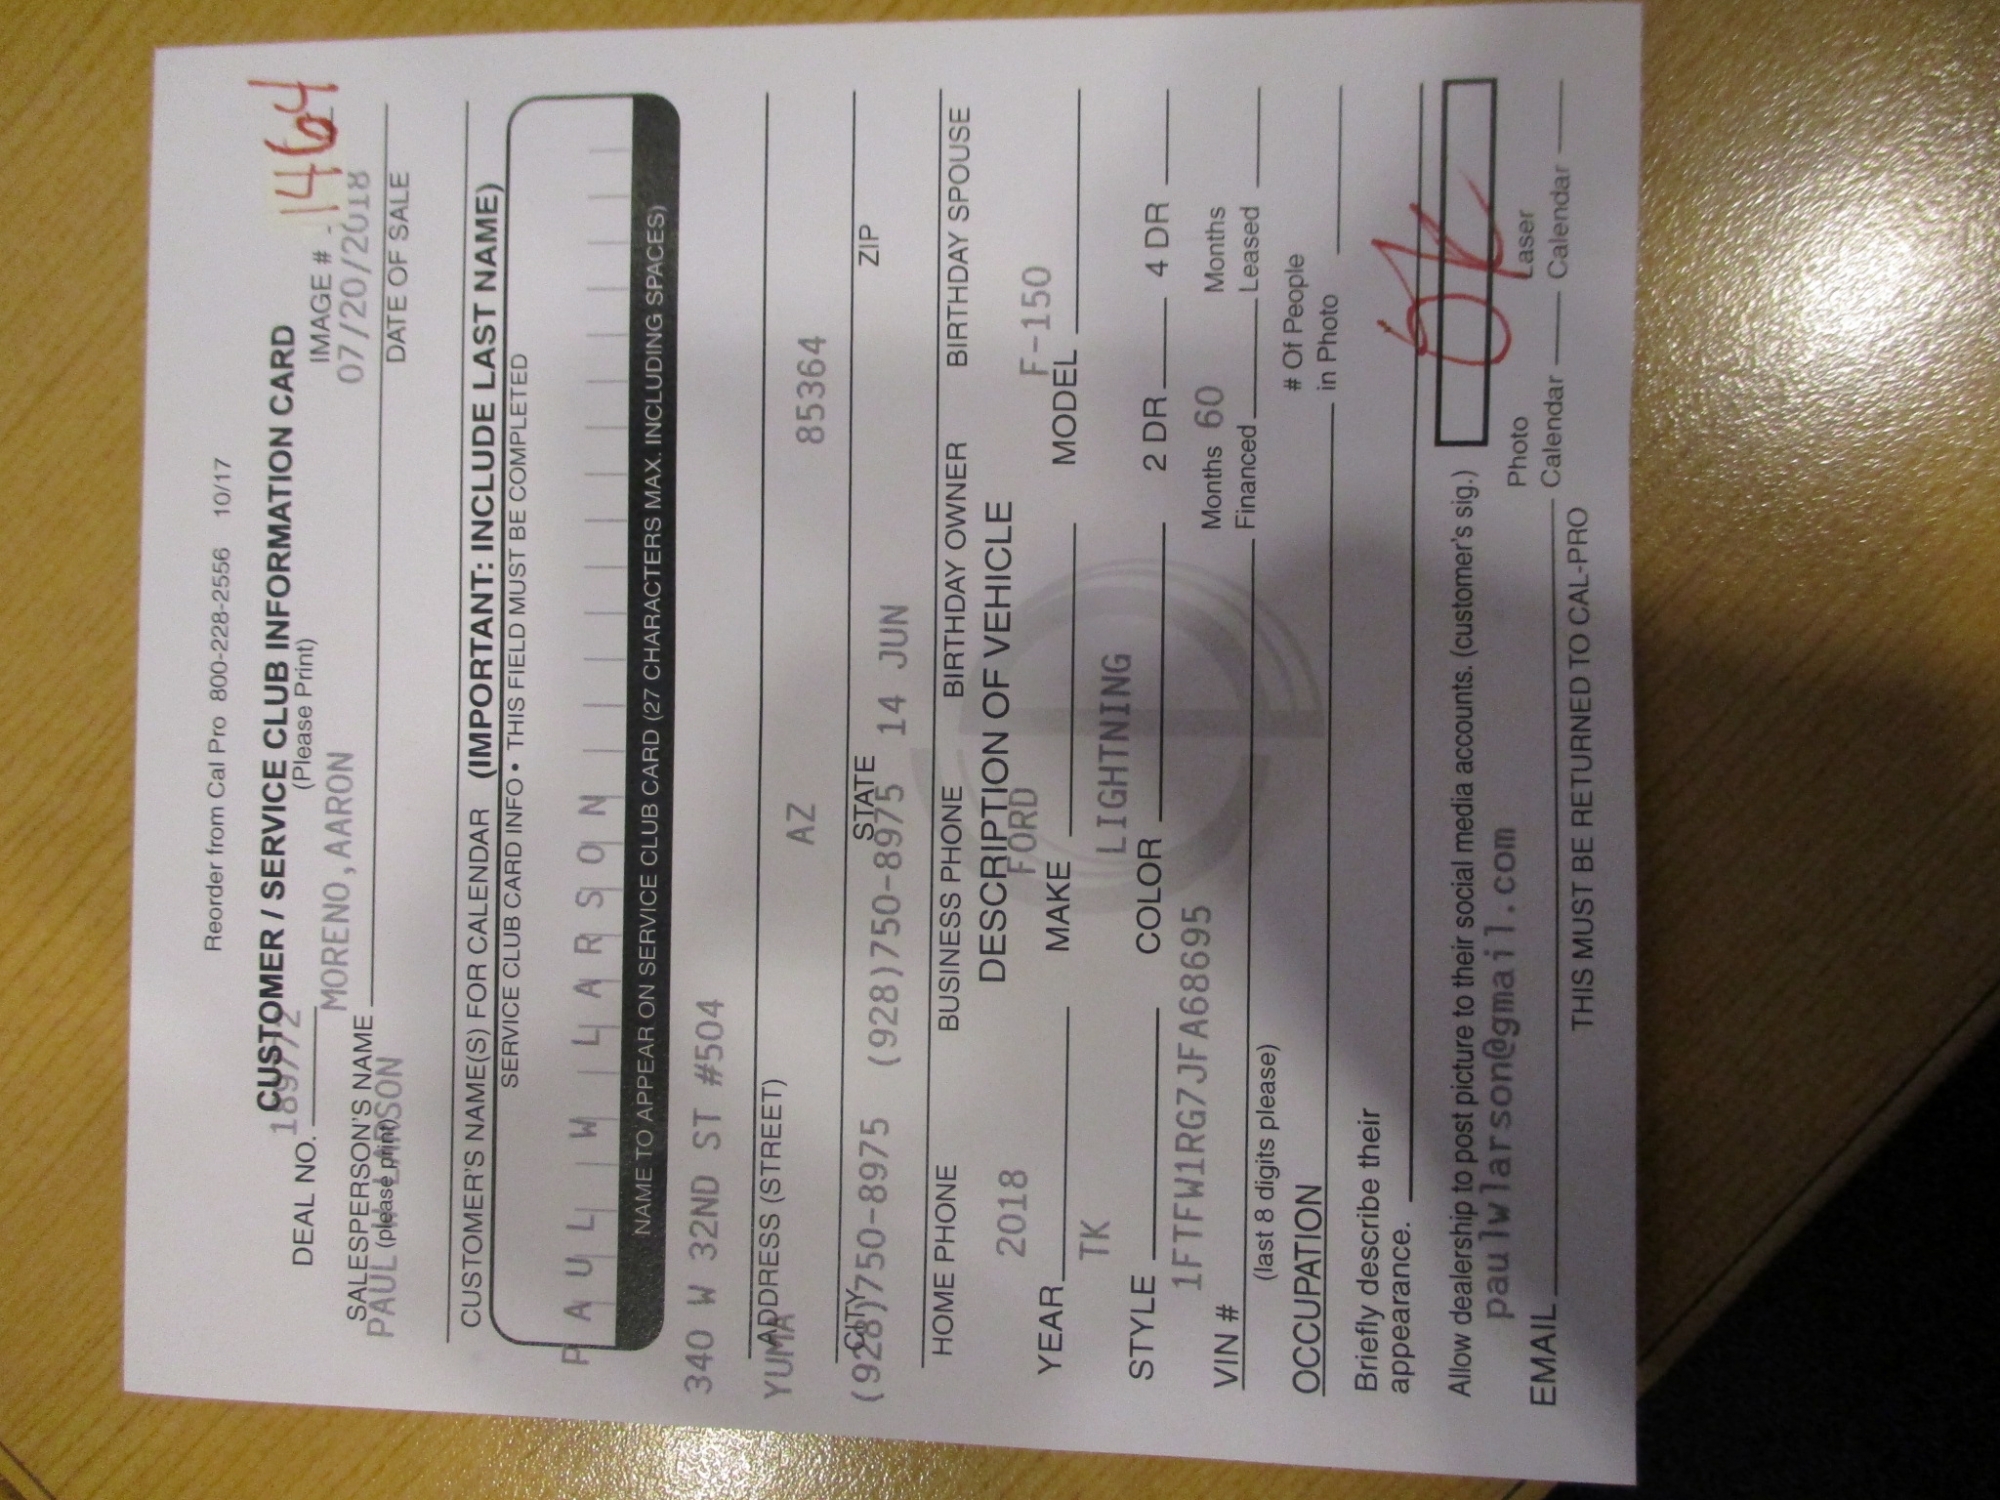 Reorder from Cal Pro 800-228-2556 10/17
CUSTOMER / SERVICE CLUB INFORMATION CARD
(Please Print)
DEAL NO. 189772 IMAGE # 1464
MORENO,AARON 07/20/2018
SALESPERSON'S NAME DATE OF SALE
(please print)
PAUL W LARSON
CUSTOMER'S NAME(S) FOR CALENDAR (IMPORTANT: INCLUDE LAST NAME)
SERVICE CLUB CARD INFO • THIS FIELD MUST BE COMPLETED
PAUL W LARSON
NAME TO APPEAR ON SERVICE CLUB CARD (27 CHARACTERS MAX. INCLUDING SPACES)
340 W 32ND ST #504
ADDRESS (STREET)
YUMA AZ 85364
CITY STATE ZIP
(928)750-8975 (928)750-8975 14 JUN
HOME PHONE BUSINESS PHONE BIRTHDAY OWNER BIRTHDAY SPOUSE
DESCRIPTION OF VEHICLE
2018 FORD F-150
YEAR MAKE MODEL
TK LIGHTNING
STYLE COLOR 2 DR 4 DR
1FTFW1RG7JFA68695
VIN # Months Financed 60 Months Leased
(last 8 digits please)
OCCUPATION # Of People in Photo
Briefly describe their
appearance.
OK
Allow dealership to post picture to their social media accounts. (customer's sig.)
paulwlarson@gmail.com
EMAIL Photo Calendar Laser Calendar
THIS MUST BE RETURNED TO CAL-PRO